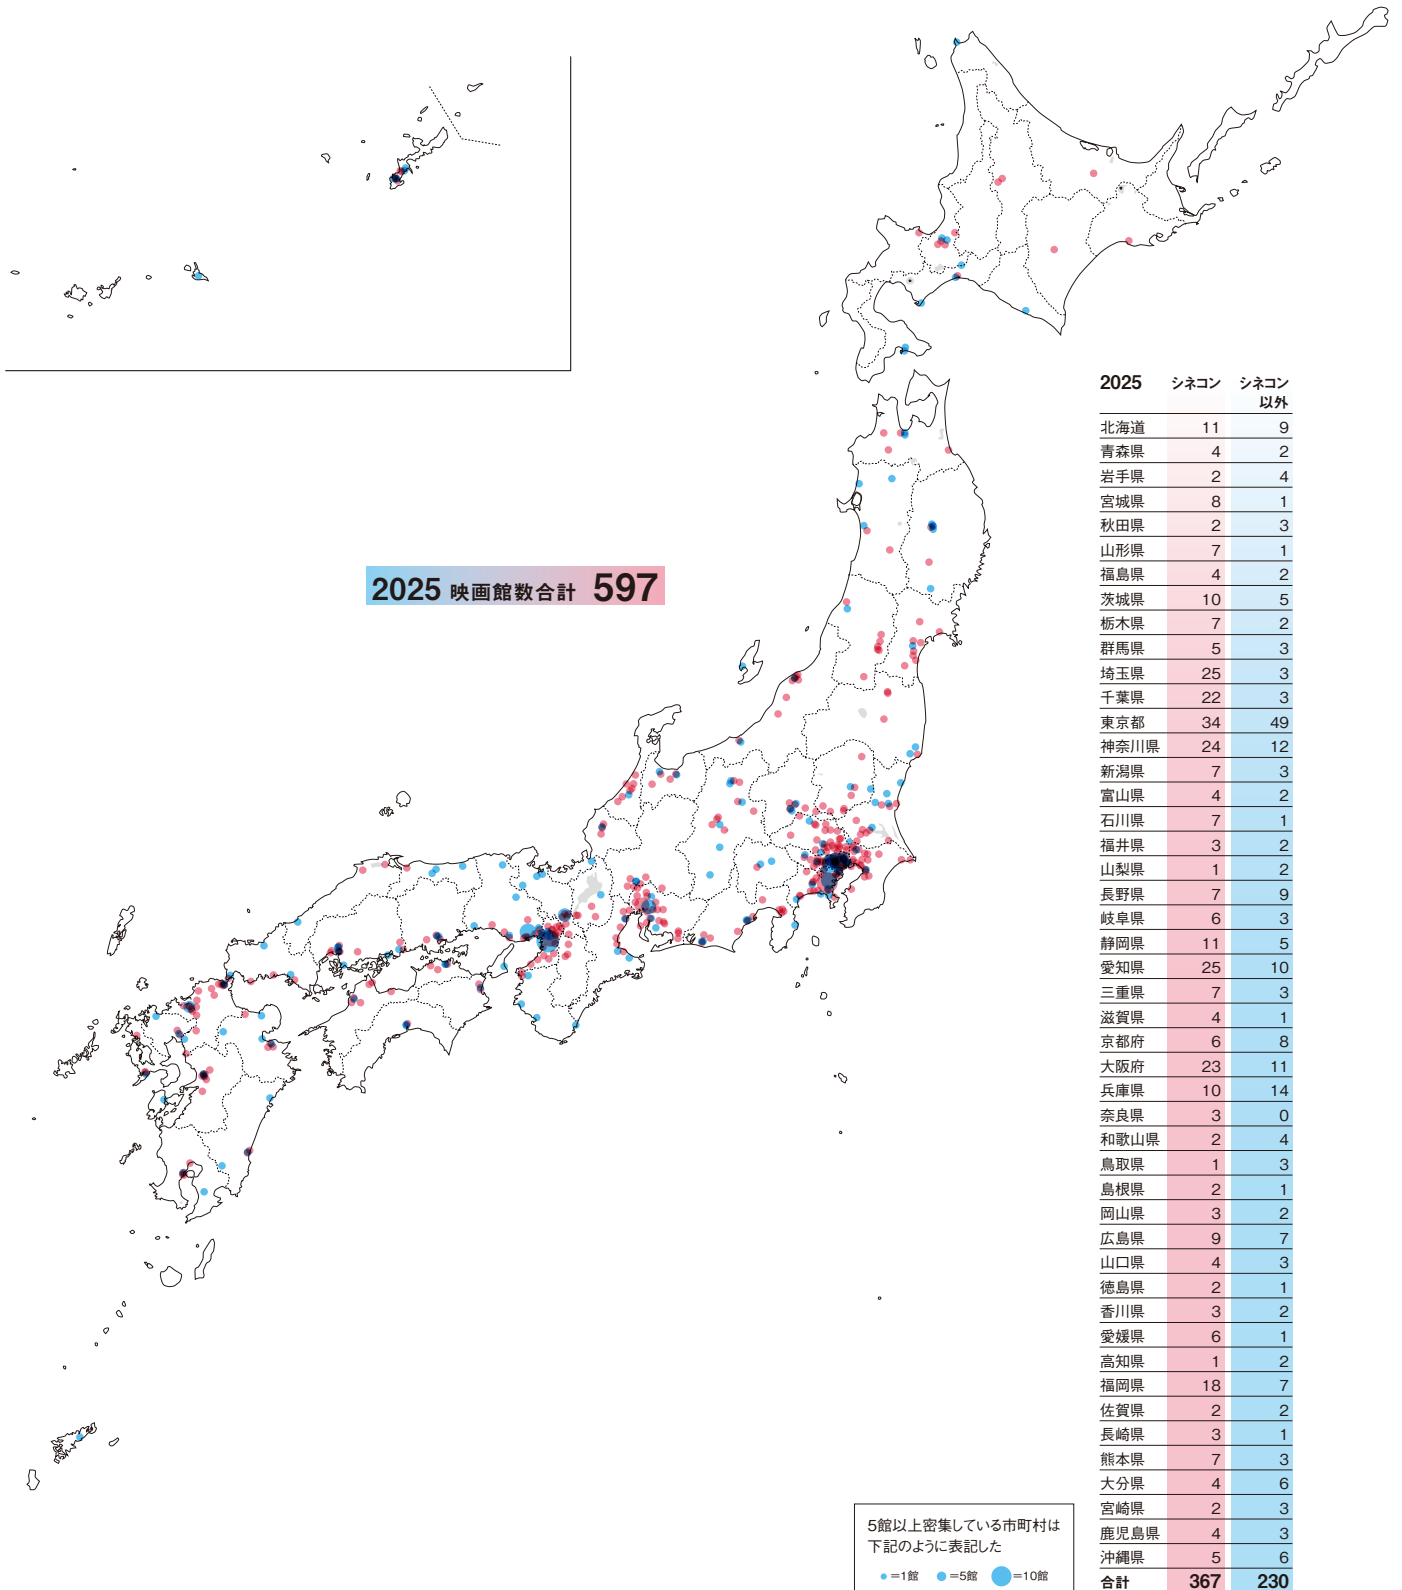 2025 映画館数合計 597
2025 シネコン シネコン以外
北海道 11 9
青森県 4 2
岩手県 2 4
宮城県 8 1
秋田県 2 3
山形県 7 1
福島県 4 2
茨城県 10 5
栃木県 7 2
群馬県 5 3
埼玉県 25 3
千葉県 22 3
東京都 34 49
神奈川県 24 12
新潟県 7 3
富山県 4 2
石川県 7 1
福井県 3 2
山梨県 1 2
長野県 7 9
岐阜県 6 3
静岡県 11 5
愛知県 25 10
三重県 7 3
滋賀県 4 1
京都府 6 8
大阪府 23 11
兵庫県 10 14
奈良県 3 0
和歌山県 2 4
鳥取県 1 3
島根県 2 1
岡山県 3 2
広島県 9 7
山口県 4 3
徳島県 2 1
香川県 3 2
愛媛県 6 1
高知県 1 2
福岡県 18 7
佐賀県 2 2
長崎県 3 1
熊本県 7 3
大分県 4 6
宮崎県 2 3
鹿児島県 4 3
沖縄県 5 6
合計 367 230
5館以上密集している市町村は
下記のように表記した
=1館 =5館 =10館